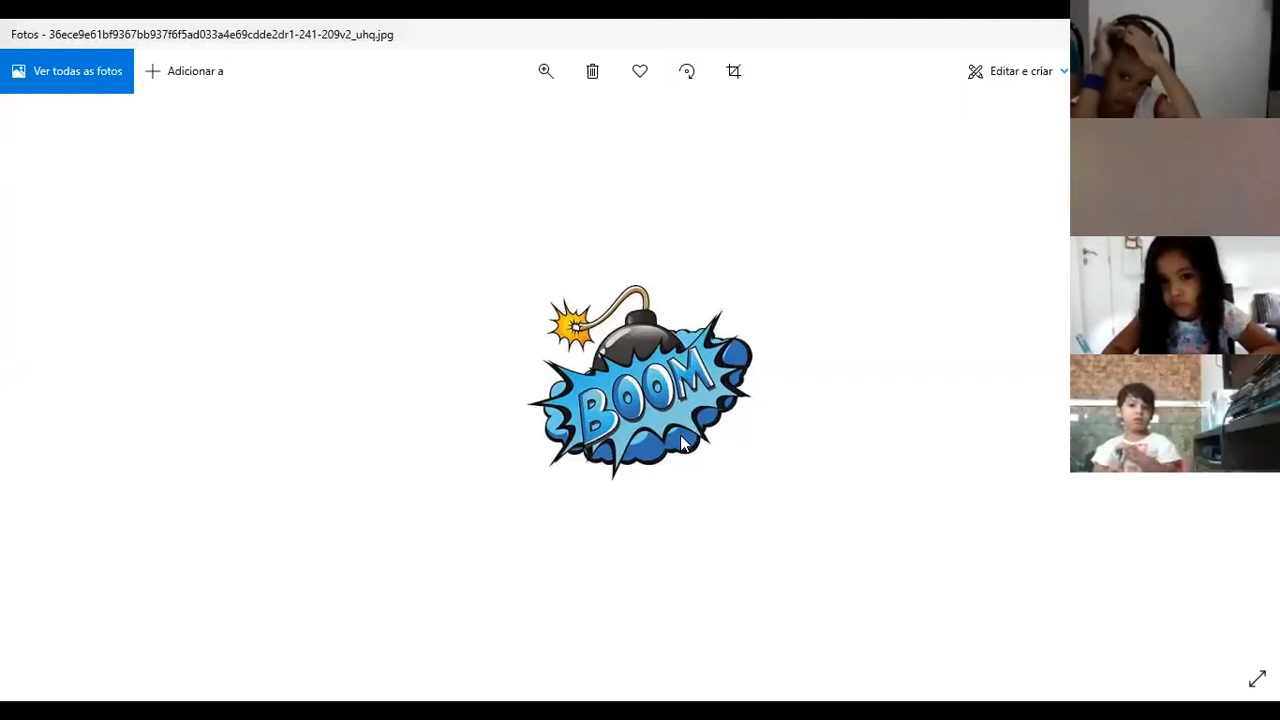 Fotos - 36ece9e61bf9367bb937f6f5ad033a4e69cdde2dr1-241-209v2_uhq.jpg
Ver todas as fotos
Adicionar a
Editar e criar
BOOM